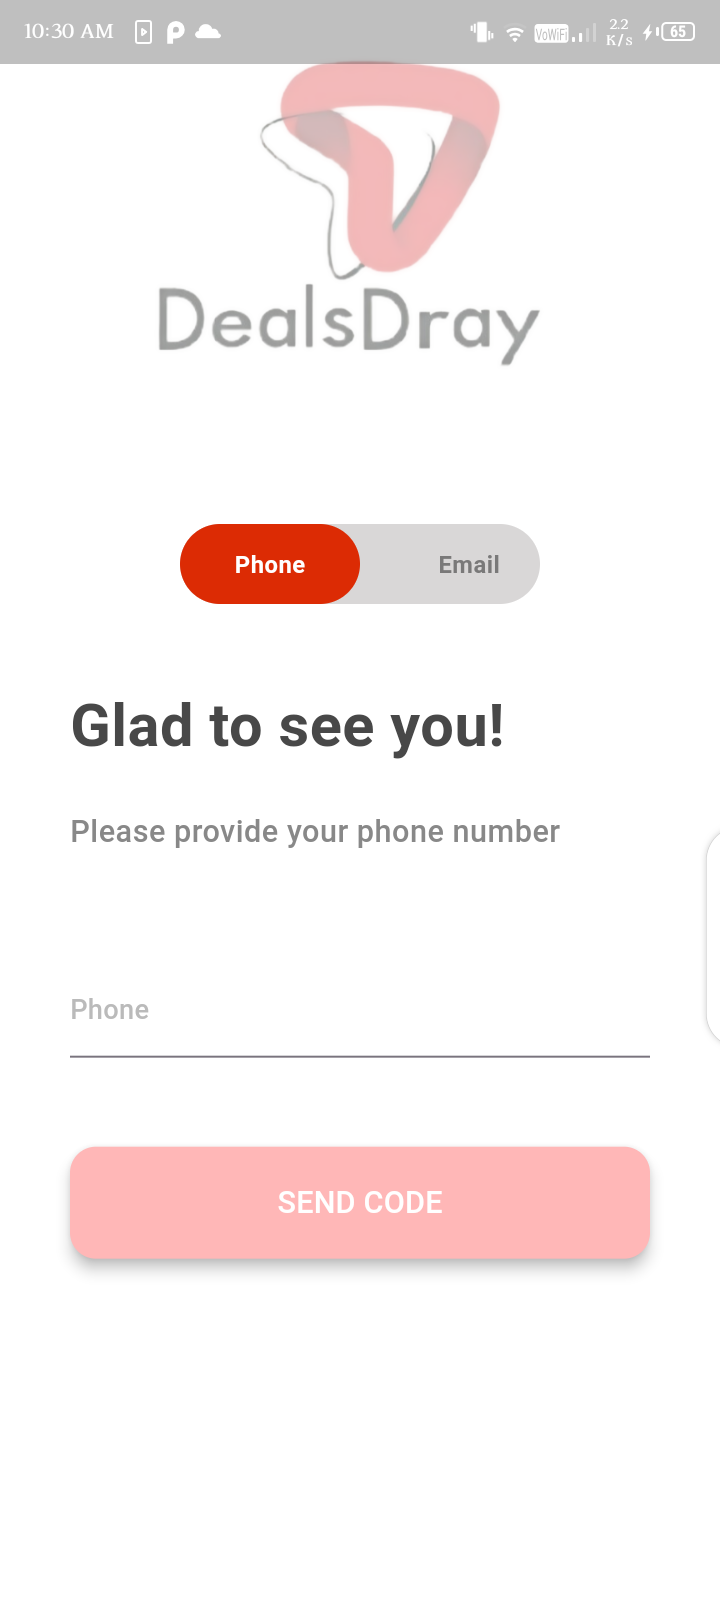 10:30 AM
VoWiFi
2.2
K/s
65
DealsDray
Phone
Email
Glad to see you!
Please provide your phone number
Phone
SEND CODE